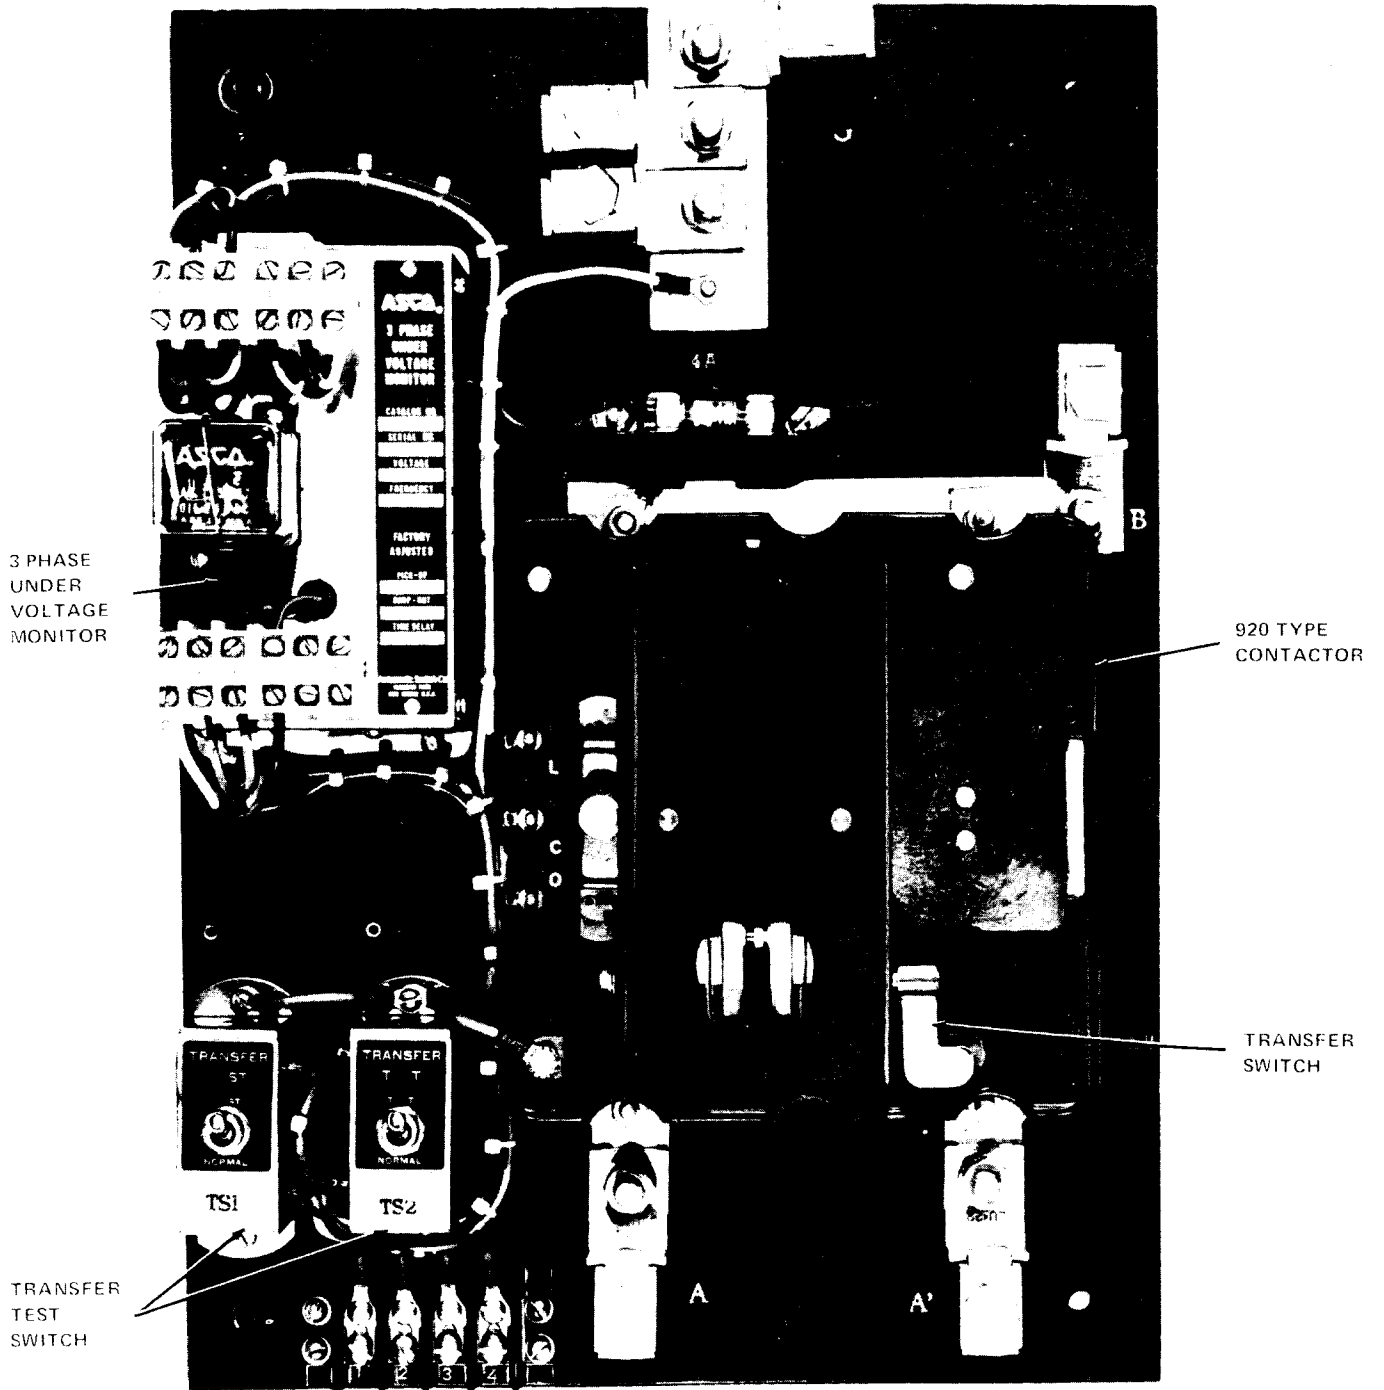 ASCO.
3 PHASE
UNDER
VOLTAGE
MONITOR
CATALOG NO
SERIAL NO
VOLTAGE
FREQUENCY
FACTORY
ADJUSTED
PICK-UP
DROP-OUT
TIME DELAY
ASCO.
4A
B
3 PHASE
UNDER
VOLTAGE
MONITOR
920 TYPE
CONTACTOR
L
C
O
TRANSFER
SWITCH
TRANSFER
NORMAL
TS1
TRANSFER
NORMAL
TS2
TRANSFER
TEST
SWITCH
A
A'
1 2 3 4